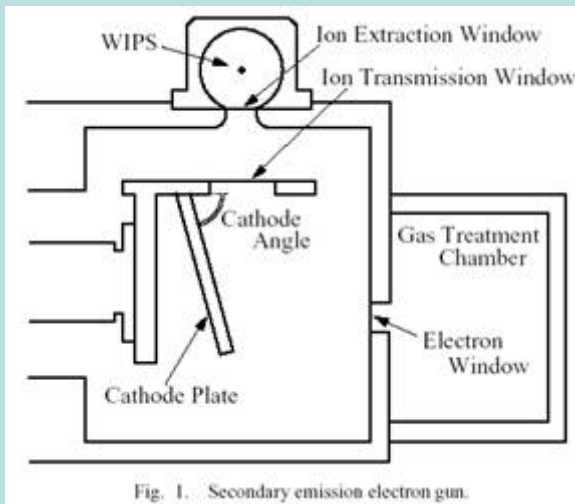 WIPS
Ion Extraction Window
Ion Transmission Window
Cathode
Angle
Gas Treatment
Chamber
Electron
Window
Cathode Plate
Fig. 1. Secondary emission electron gun.